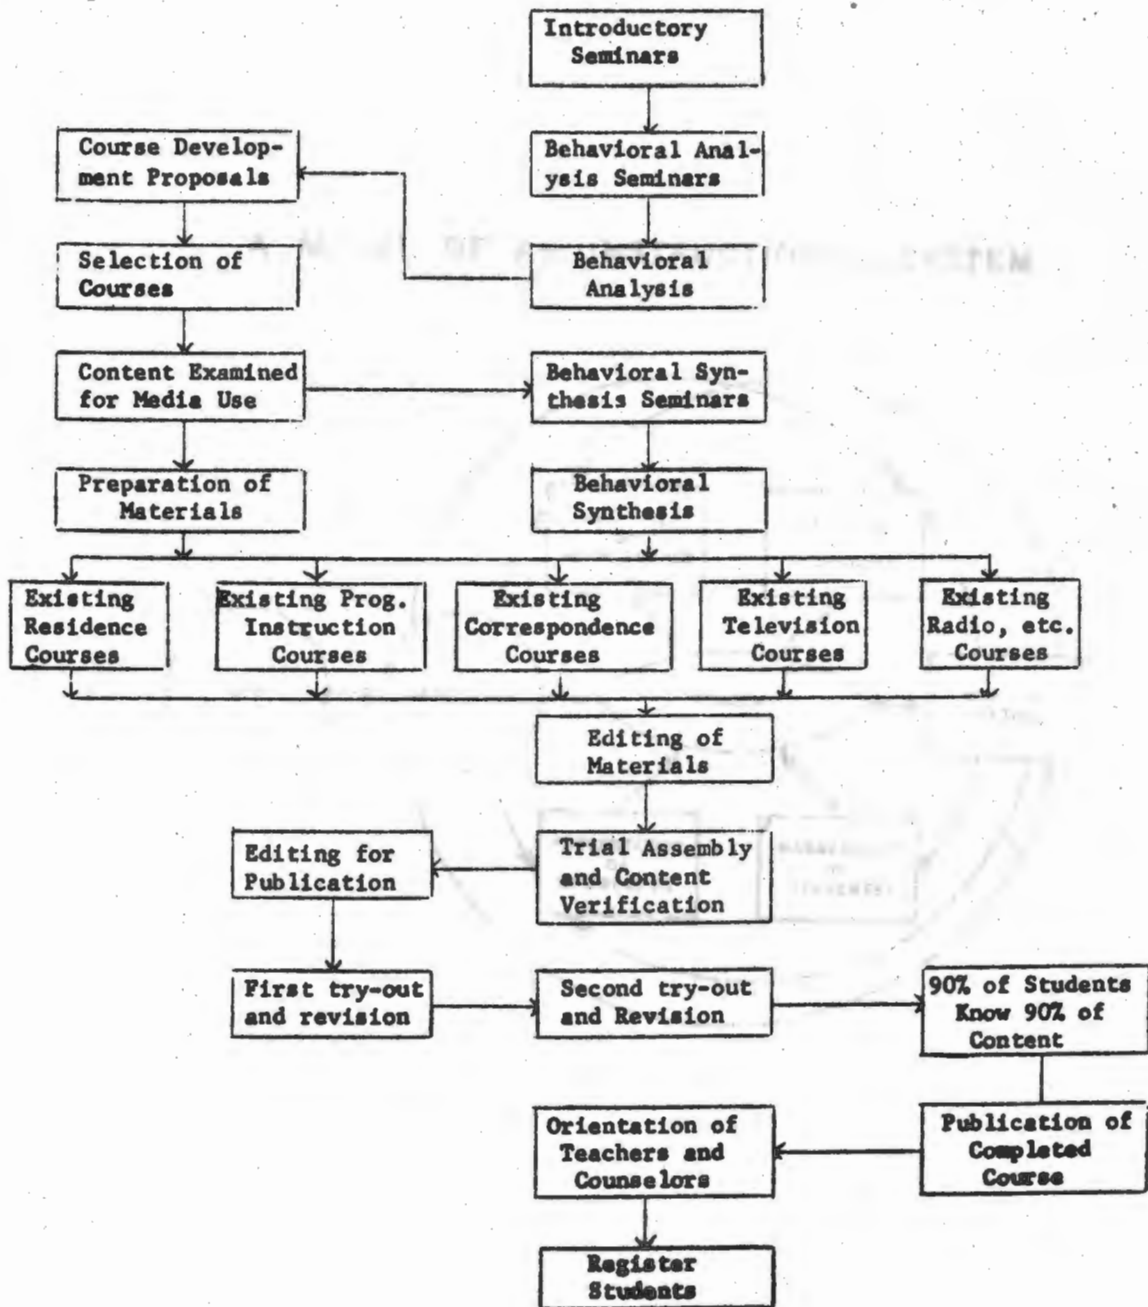 Introductory
Seminars
Course Develop-
ment Proposals
Behavioral Anal-
ysis Seminars
Selection of
Courses
Behavioral
Analysis
Content Examined
for Media Use
Behavioral Syn-
thesis Seminars
Preparation of
Materials
Behavioral
Synthesis
Existing
Residence
Courses
Existing Prog.
Instruction
Courses
Existing
Correspondence
Courses
Existing
Television
Courses
Existing
Radio, etc.
Courses
Editing of
Materials
Editing for
Publication
Trial Assembly
and Content
Verification
First try-out
and revision
Second try-out
and Revision
90% of Students
Know 90% of
Content
Orientation of
Teachers and
Counselors
Publication of
Completed
Course
Register
Students